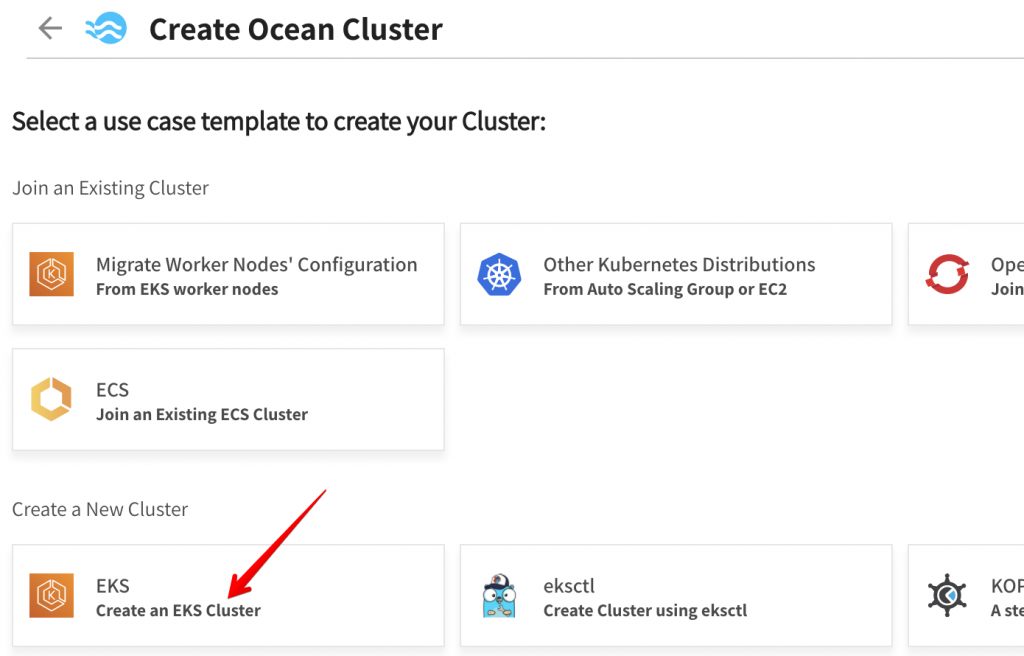 Create Ocean Cluster
Select a use case template to create your Cluster:
Join an Existing Cluster
Migrate Worker Nodes' Configuration
From EKS worker nodes
Other Kubernetes Distributions
From Auto Scaling Group or EC2
Ope
Join
ECS
Join an Existing ECS Cluster
Create a New Cluster
EKS
Create an EKS Cluster
eksctl
Create Cluster using eksctl
KOP
A ste